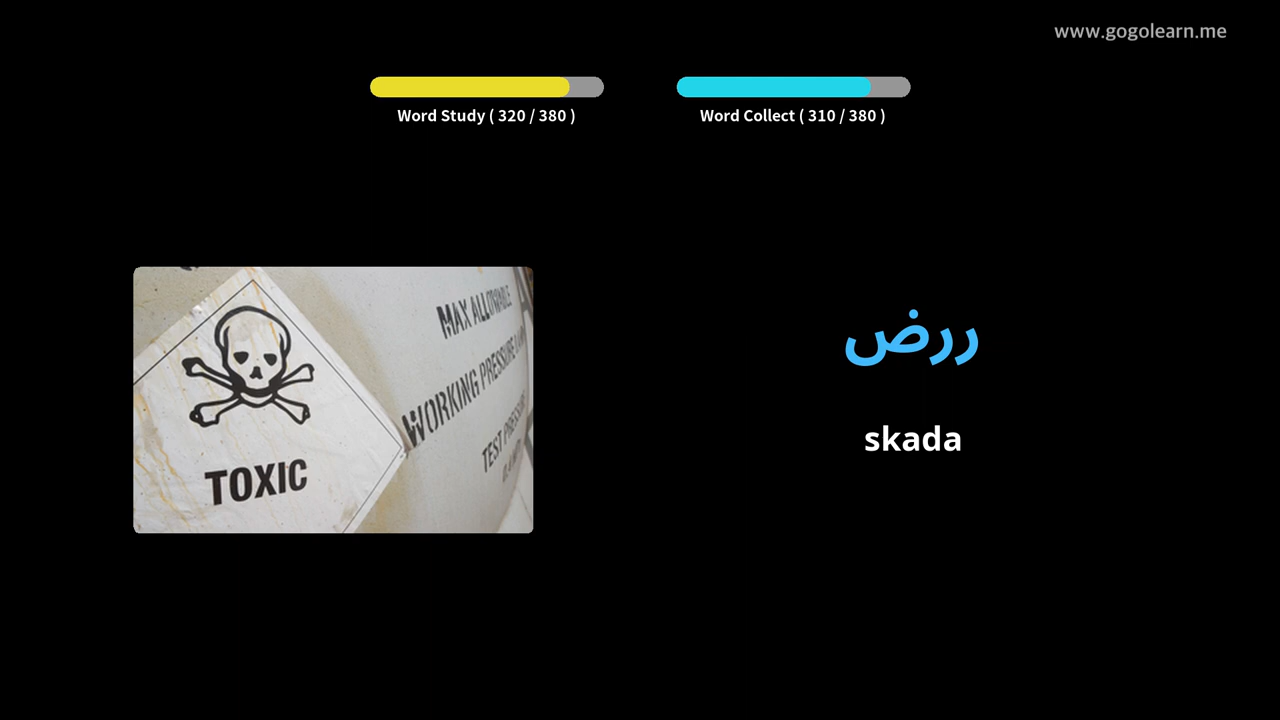 www.gogolearn.me
Word Study ( 320 / 380 )
Word Collect ( 310 / 380 )
MAX ALLOWABLE
WORKING PRESSURE
TEST PRESSURE
TOXIC
ررض
skada